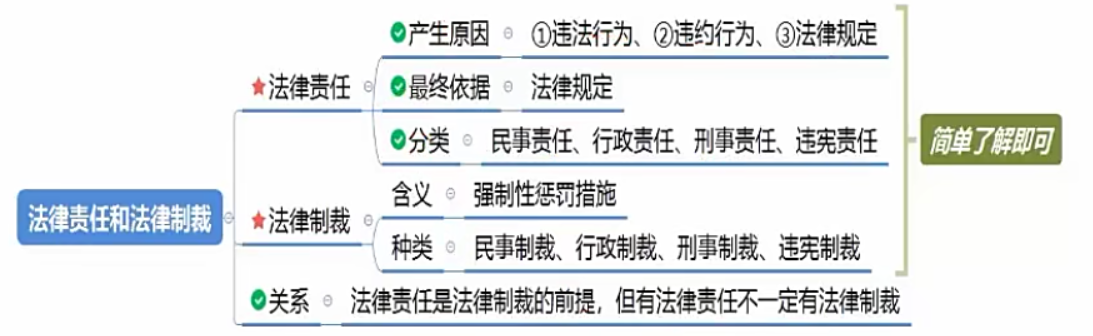 产生原因 ①违法行为、②违约行为、③法律规定
法律责任
最终依据 法律规定
分类 民事责任、行政责任、刑事责任、违宪责任
简单了解即可
含义 强制性惩罚措施
法律责任和法律制裁
法律制裁
种类 民事制裁、行政制裁、刑事制裁、违宪制裁
关系 法律责任是法律制裁的前提，但有法律责任不一定有法律制裁